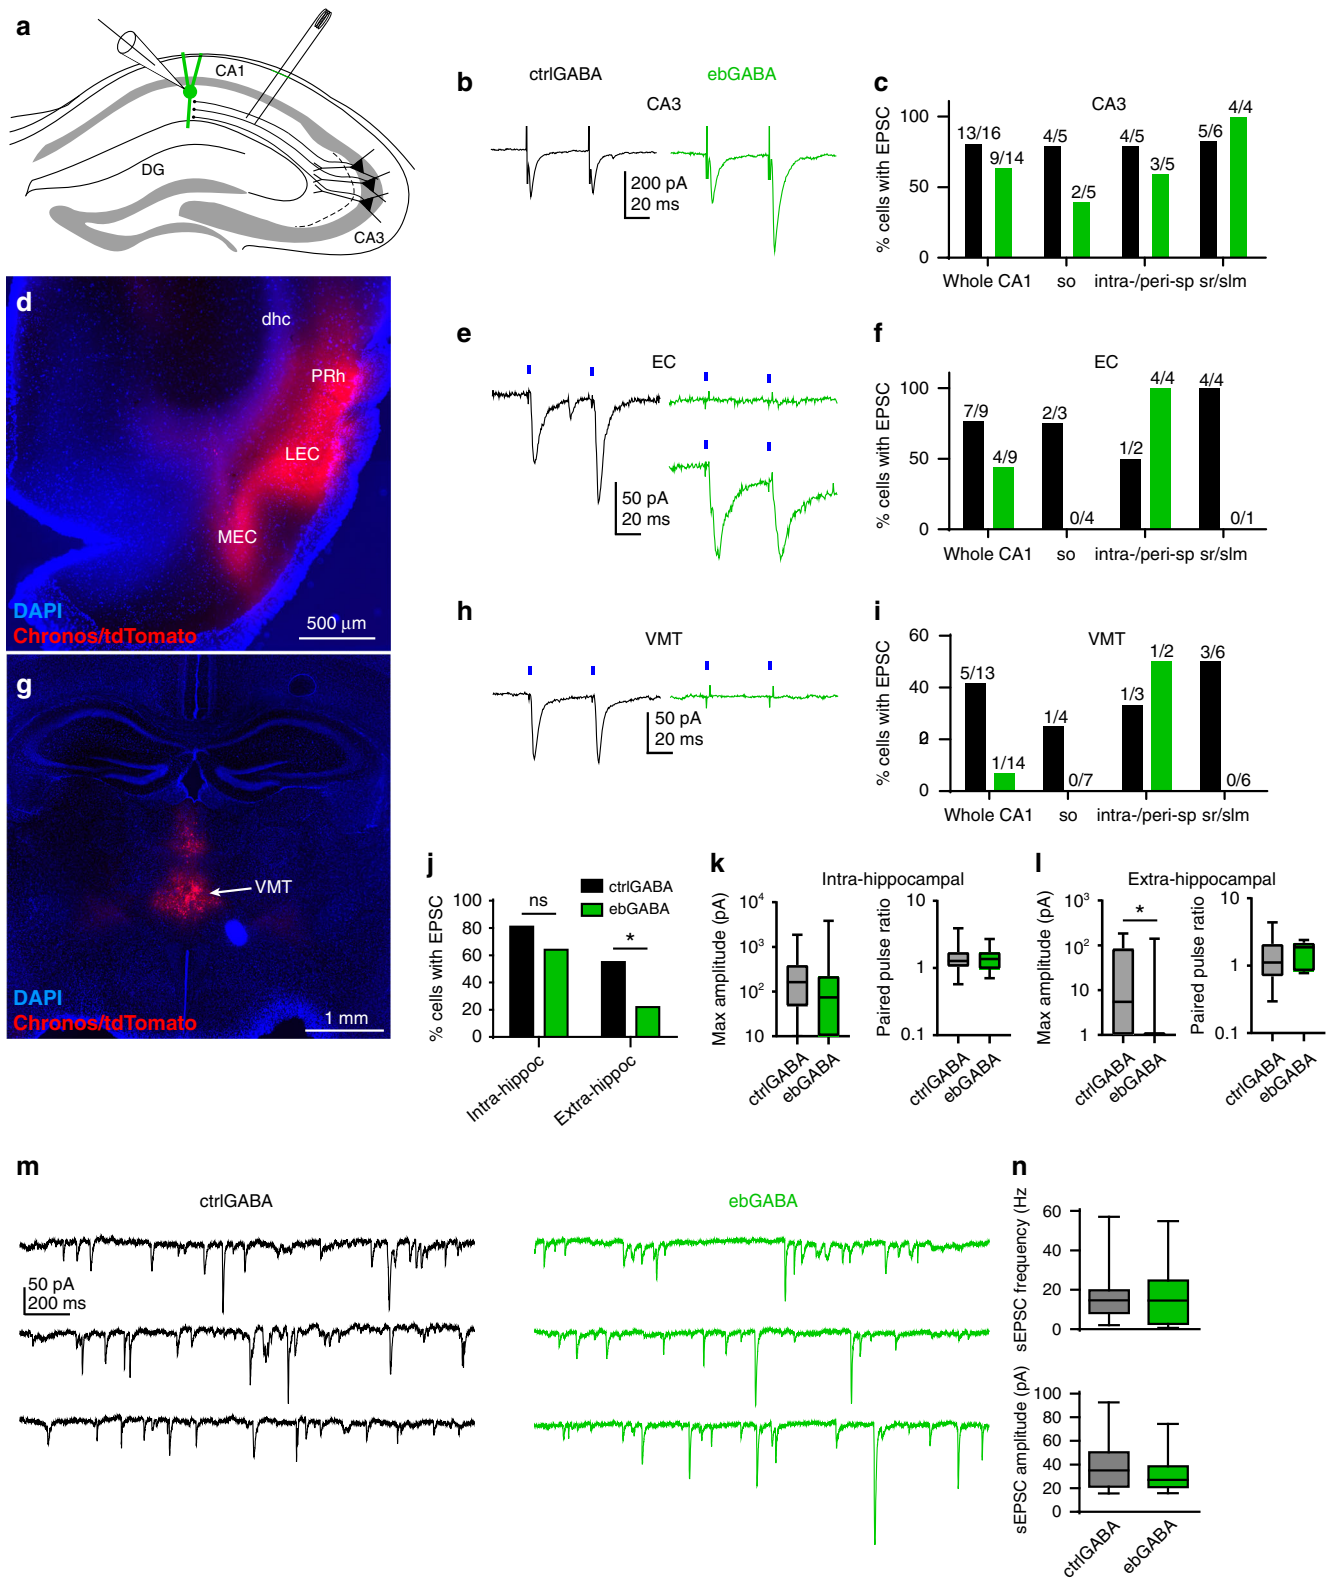 a
CA1
DG
CA3
b
ctrlGABA
ebGABA
CA3
200 pA
20 ms
c
CA3
% cells with EPSC
100
50
0
13/16
9/14
4/5
2/5
4/5
3/5
5/6
4/4
Whole CA1
so
intra-/peri-sp
sr/slm
d
dhc
PRh
LEC
MEC
DAPI
Chronos/tdTomato
500 µm
e
EC
50 pA
20 ms
f
EC
% cells with EPSC
100
50
0
7/9
4/9
2/3
0/4
1/2
4/4
4/4
0/1
Whole CA1
so
intra-/peri-sp
sr/slm
g
VMT
DAPI
Chronos/tdTomato
1 mm
h
VMT
50 pA
20 ms
i
VMT
% cells with EPSC
60
40
0
5/13
1/14
1/4
0/7
1/3
1/2
3/6
0/6
Whole CA1
so
intra-/peri-sp
sr/slm
j
ctrlGABA
ebGABA
% cells with EPSC
100
80
60
40
20
0
ns
*
Intra-hippoc
Extra-hippoc
k
Intra-hippocampal
Max amplitude (pA)
10⁴
10³
10²
10
ctrlGABA
ebGABA
Paired pulse ratio
10
1
0.1
ctrlGABA
ebGABA
l
Extra-hippocampal
Max amplitude (pA)
10³
10²
10
1
*
ctrlGABA
ebGABA
Paired pulse ratio
10
1
0.1
ctrlGABA
ebGABA
m
ctrlGABA
ebGABA
50 pA
200 ms
n
sEPSC frequency (Hz
60
40
20
0
sEPSC amplitude (pA)
100
80
60
40
20
0
ctrlGABA
ebGABA